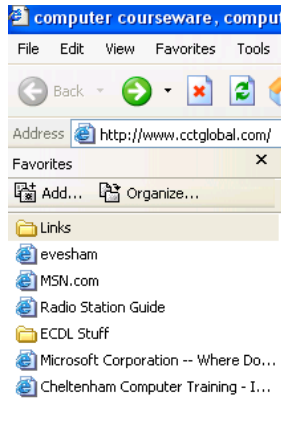 computer courseware, comput
File Edit View Favorites Tools
Back
Address http://www.cctglobal.com/
Favorites x
Add... Organize...
Links
evesham
MSN.com
Radio Station Guide
ECDL Stuff
Microsoft Corporation -- Where Do...
Cheltenham Computer Training - I...